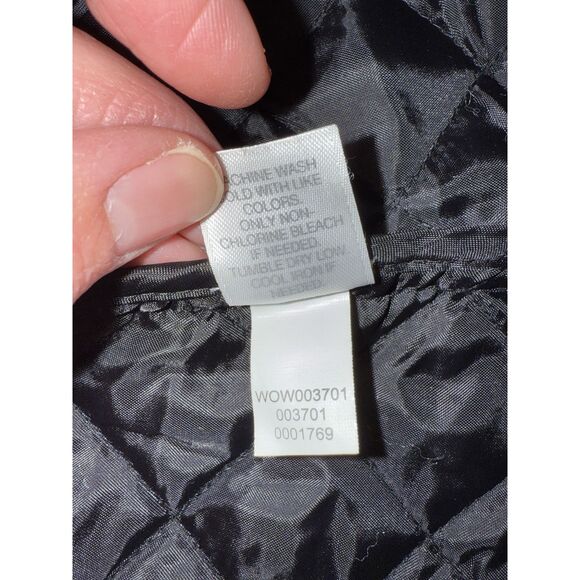 CHINE WASH
OLD WITH LIKE
COLORS.
ONLY NON-
CHLORINE BLEACH
IF NEEDED.
TUMBLE DRY LOW
COOL IRON IF
NEEDED.
WOW003701
003701
0001769